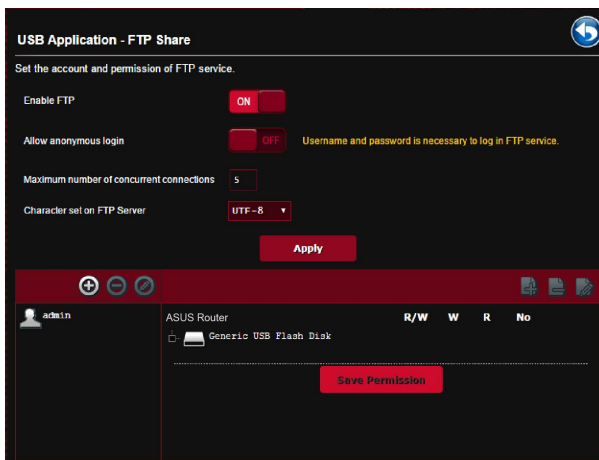 USB Application - FTP Share
Set the account and permission of FTP service.
Enable FTP ON
Allow anonymous login OFF Username and password is necessary to log in FTP service.
Maximum number of concurrent connections 5
Character set on FTP Server UTF-8
Apply
admin
ASUS Router R/W W R No
Generic USB Flash Disk
Save Permission